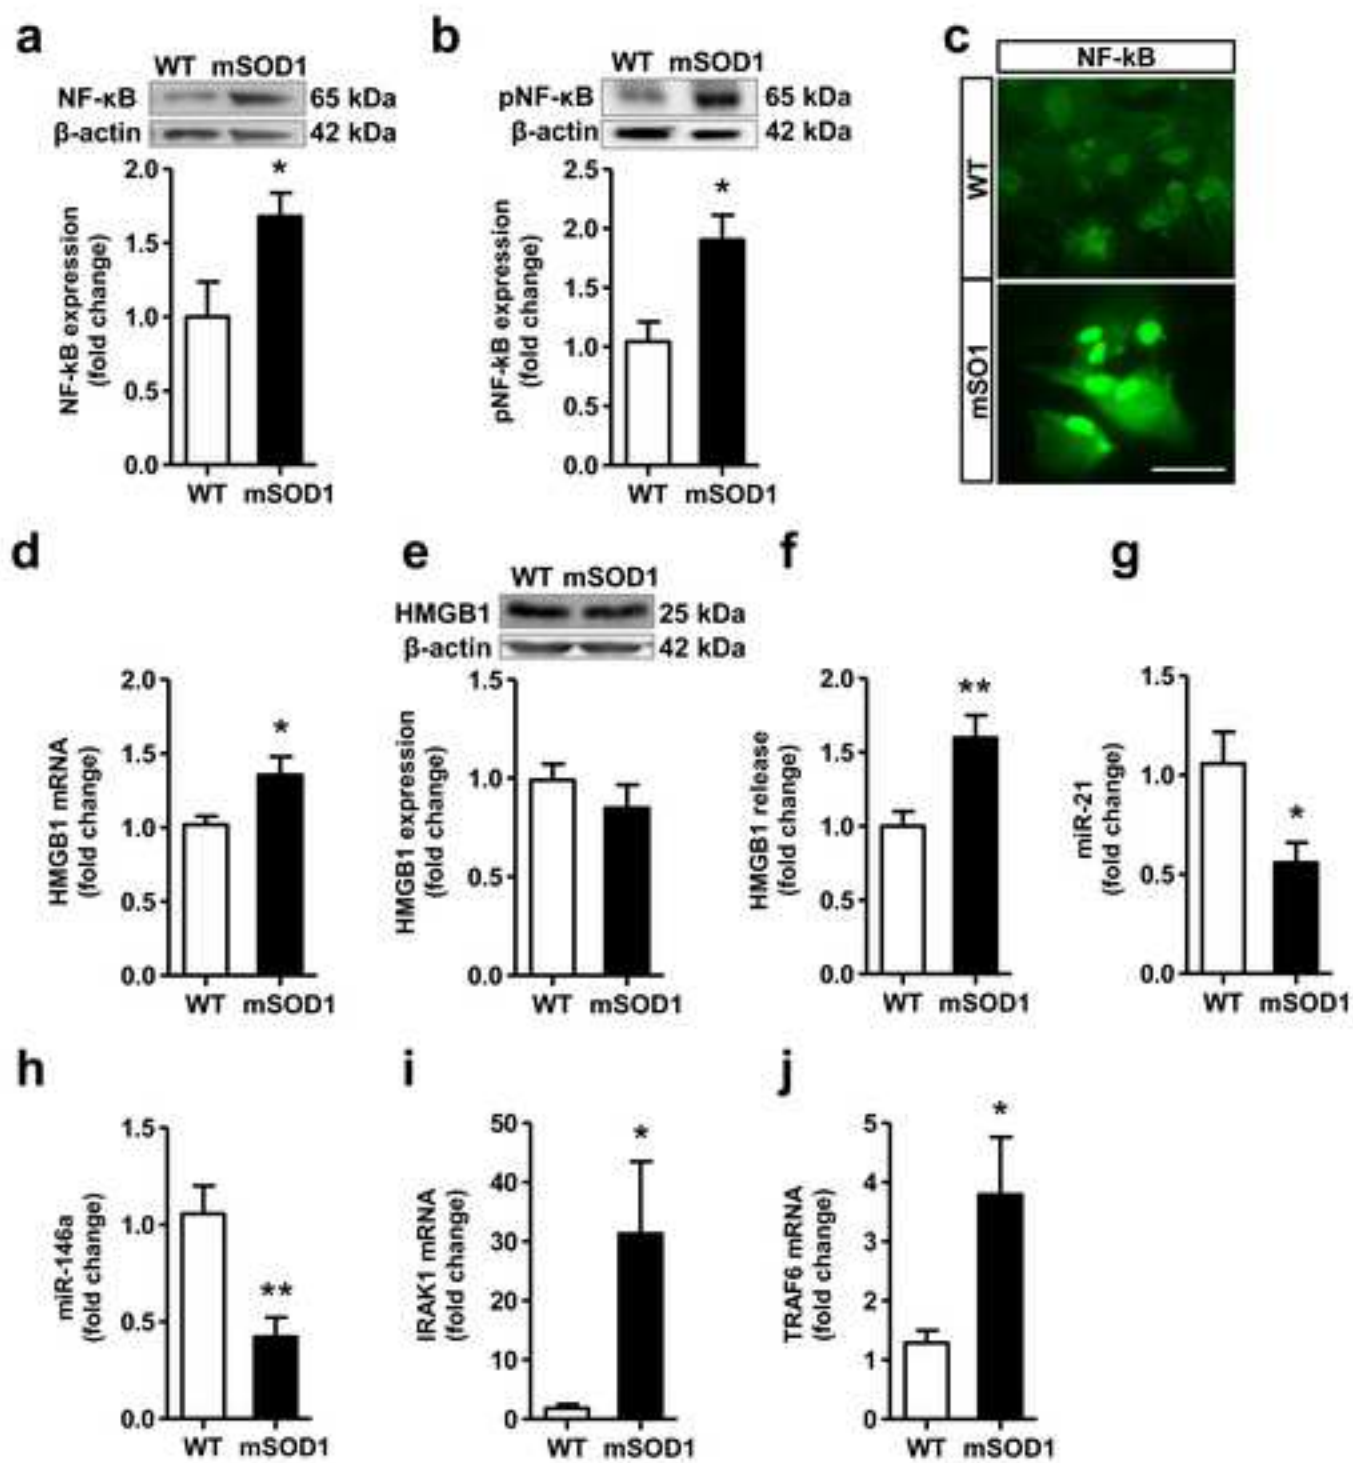 a
WT mSOD1
NF-κB 65 kDa
β-actin 42 kDa
*
2.0
1.5
1.0
0.5
0.0
NF-kB expression
(fold change)
WT mSOD1
b
WT mSOD1
pNF-κB 65 kDa
β-actin 42 kDa
*
2.5
2.0
1.5
1.0
0.5
0.0
pNF-kB expression
(fold change)
WT mSOD1
c
NF-kB
WT
mSO1
d
*
2.0
1.5
1.0
0.5
0.0
HMGB1 mRNA
(fold change)
WT mSOD1
e
WT mSOD1
HMGB1 25 kDa
β-actin 42 kDa
1.5
1.0
0.5
0.0
HMGB1 expression
(fold change)
WT mSOD1
f
**
2.0
1.5
1.0
0.5
0.0
HMGB1 release
(fold change)
WT mSOD1
g
*
1.5
1.0
0.5
0.0
miR-21
(fold change)
WT mSOD1
h
**
1.5
1.0
0.5
0.0
miR-146a
(fold change)
WT mSOD1
i
*
50
40
30
20
10
0
IRAK1 mRNA
(fold change)
WT mSOD1
j
*
5
4
3
2
1
0
TRAF6 mRNA
(fold change)
WT mSOD1